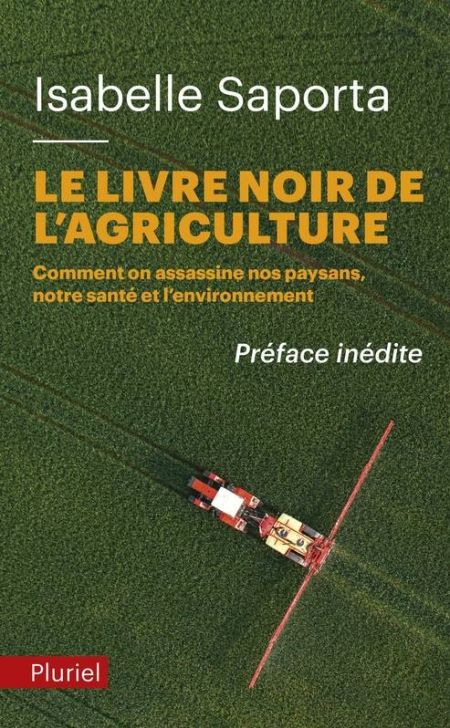 Isabelle Saporta
LE LIVRE NOIR DE
L'AGRICULTURE
Comment on assassine nos paysans,
notre santé et l'environnement
Préface inédite
Pluriel